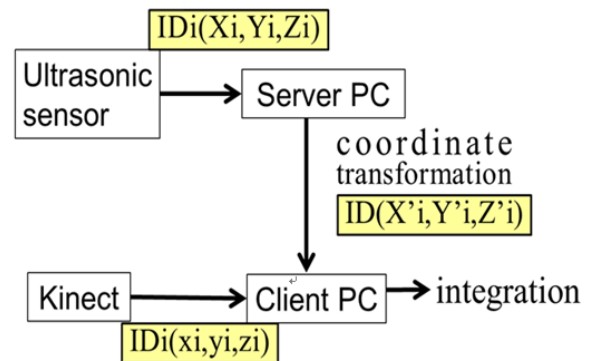 IDi(Xi,Yi,Zi)
Ultrasonic
sensor
Server PC
coordinate
transformation
ID(X’i,Y’i,Z’i)
Kinect
Client PC
integration
IDi(xi,yi,zi)